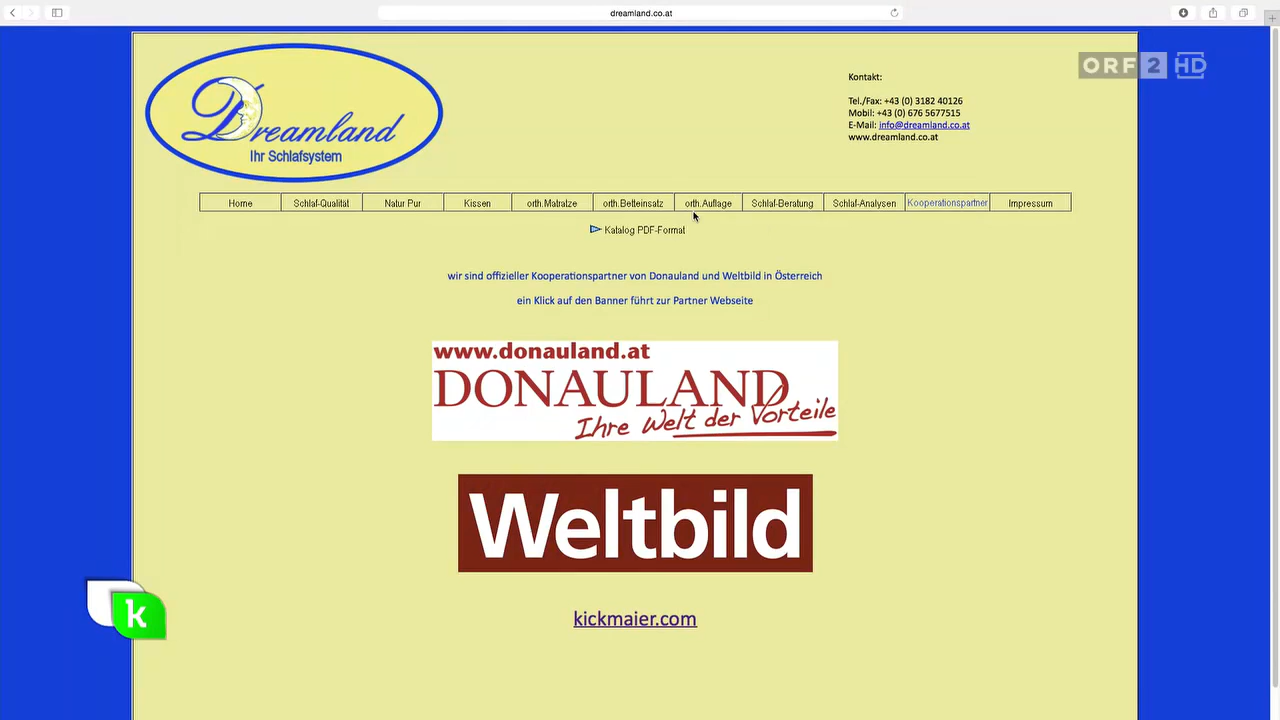 dreamland.co.at
ORF 2 HD
Dreamland
Ihr Schlafsystem
Kontakt:
Tel./Fax: +43 (0) 3182 40126
Mobil: +43 (0) 676 5677515
E-Mail: info@dreamland.co.at
www.dreamland.co.at
Home Schlaf-Qualität Natur Pur Kissen orth.Matratze orth.Betteinsatz orth.Auflage Schlaf-Beratung Schlaf-Analysen Kooperationspartner Impressum
Katalog PDF-Format
wir sind offizieller Kooperationspartner von Donauland und Weltbild in Österreich
ein Klick auf den Banner führt zur Partner Webseite
www.donauland.at
DONAULAND
Ihre Welt der Vorteile
Weltbild
k
kickmaier.com